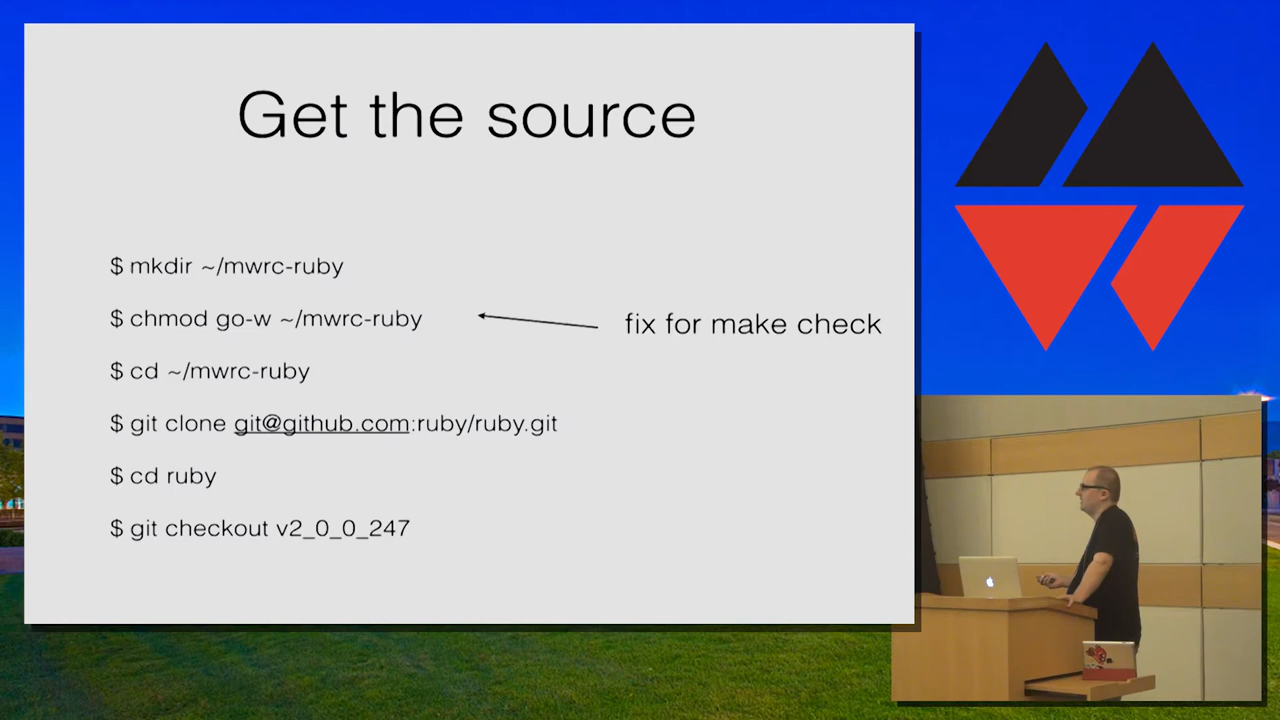 Get the source
$ mkdir ~/mwrc-ruby
$ chmod go-w ~/mwrc-ruby
fix for make check
$ cd ~/mwrc-ruby
$ git clone git@github.com:ruby/ruby.git
$ cd ruby
$ git checkout v2_0_0_247